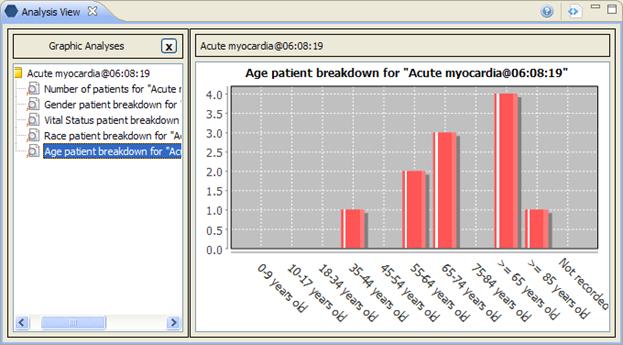 Analysis View
Graphic Analyses
Acute myocardia@06:08:19
Number of patients for "Acute r
Gender patient breakdown for '
Vital Status patient breakdown
Race patient breakdown for "Ac
Age patient breakdown for "Acu
Acute myocardia@06:08:19
Age patient breakdown for "Acute myocardia@06:08:19"
4.0
3.5
3.0
2.5
2.0
1.5
1.0
0.5
0.0
0-9 years old
10-17 years old
18-34 years old
35-44 years old
45-54 years old
55-64 years old
65-74 years old
75-84 years old
>= 65 years old
>= 85 years old
Not recorded